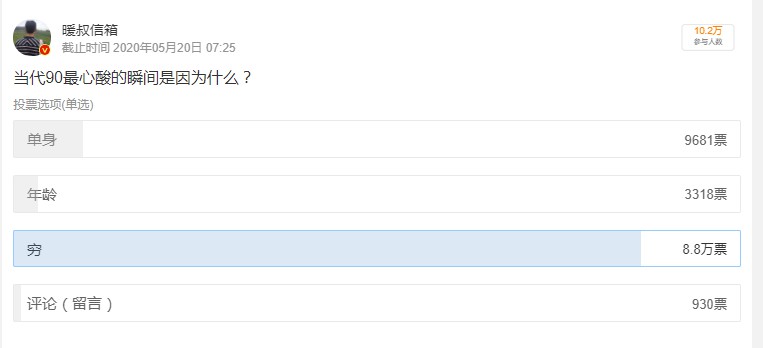 暖叔信箱
10.2万
参与人数
截止时间 2020年05月20日 07:25
当代90最心酸的瞬间是因为什么？
投票选项(单选)
单身 9681票
年龄 3318票
穷 8.8万票
评论（留言） 930票